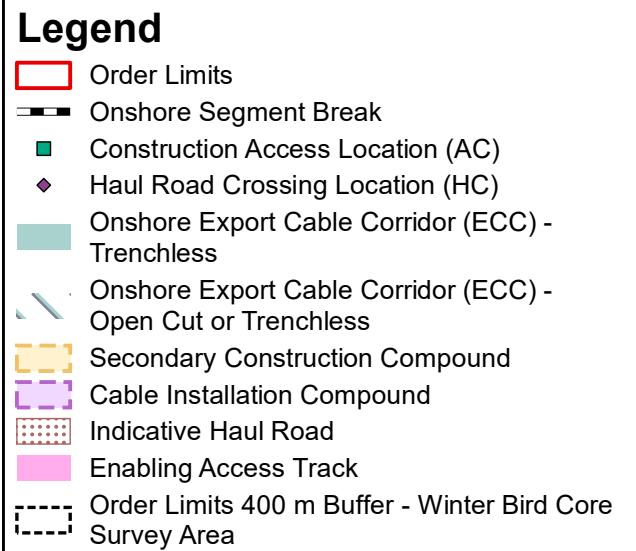 Legend
Order Limits
Onshore Segment Break
Construction Access Location (AC)
Haul Road Crossing Location (HC)
Onshore Export Cable Corridor (ECC) -
Trenchless
Onshore Export Cable Corridor (ECC) -
Open Cut or Trenchless
Secondary Construction Compound
Cable Installation Compound
Indicative Haul Road
Enabling Access Track
Order Limits 400 m Buffer - Winter Bird Core
Survey Area